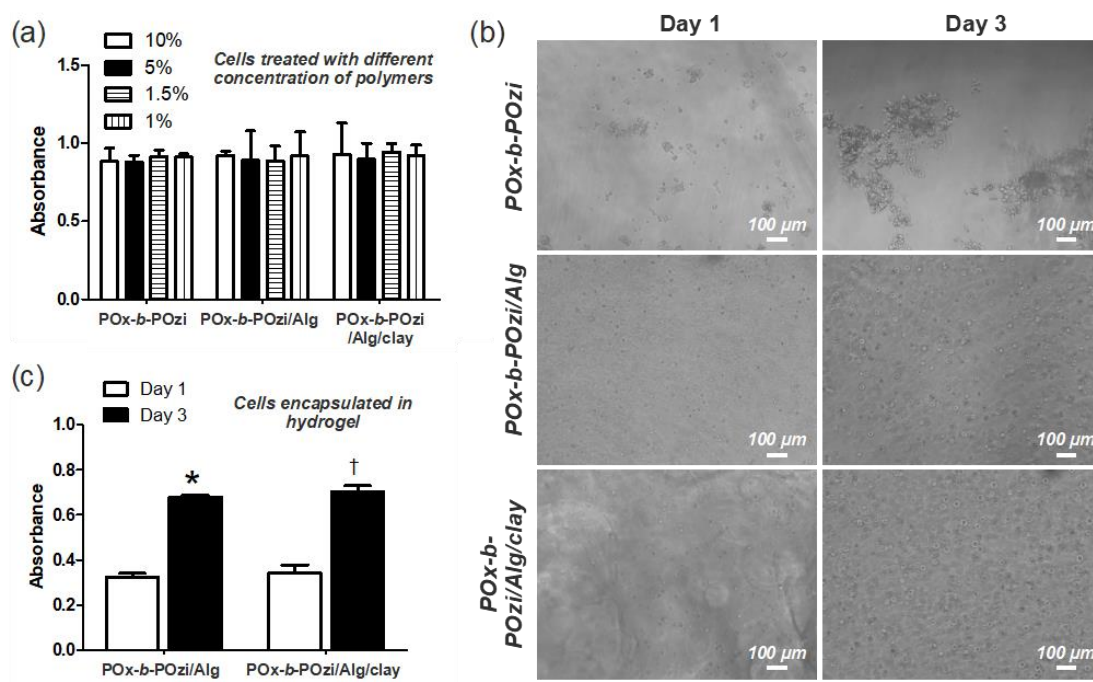 (a)
10%
5%
1.5%
1%
Cells treated with different
concentration of polymers
Absorbance
1.5
1.0
0.5
0.0
POx-b-POzi
POx-b-POzi/Alg
POx-b-POzi
/Alg/clay
(b)
Day 1
Day 3
POx-b-POzi
100 µm
100 µm
POx-b-POzi/Alg
100 µm
100 µm
POx-b-
POzi/Alg/clay
100 µm
100 µm
(c)
Day 1
Day 3
Cells encapsulated in
hydrogel
Absorbance
1.0
0.8
0.6
0.4
0.2
0.0
*
†
POx-b-POzi/Alg
POx-b-POzi/Alg/clay